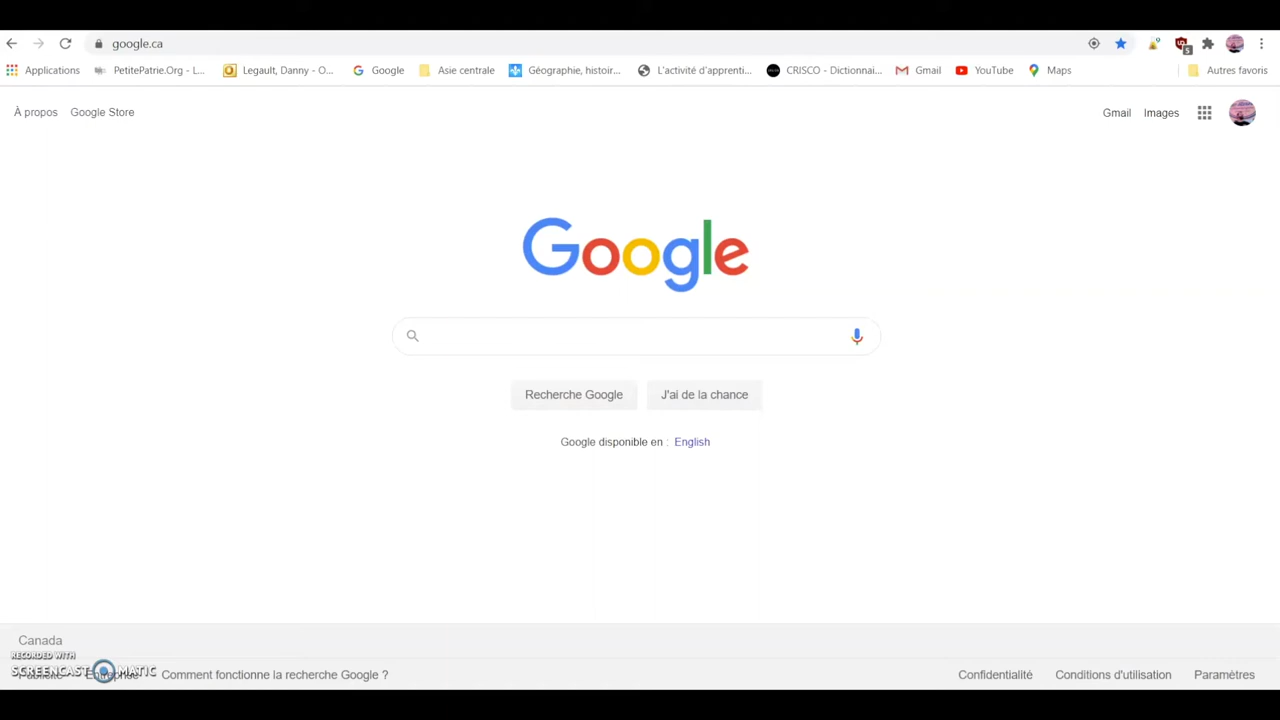 google.ca
Applications PetitePatrie.Org - L... Legault, Danny - O... Google Asie centrale Géographie, histoir... L'activité d'apprenti... CRISCO - Dictionnai... Gmail YouTube Maps Autres favoris
À propos Google Store Gmail Images
Google
Recherche Google J'ai de la chance
Google disponible en : English
Canada
RECORDED WITH
SCREENCAST-O-MATIC
Publicité Entreprise Comment fonctionne la recherche Google ? Confidentialité Conditions d'utilisation Paramètres